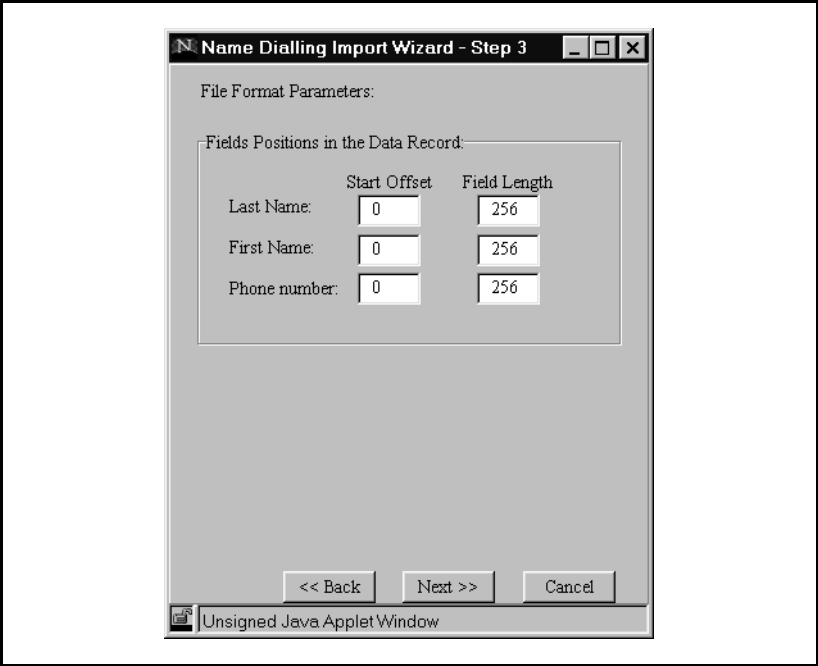 N Name Dialling Import Wizard - Step 3
File Format Parameters:
Fields Positions in the Data Record:
Start Offset Field Length
Last Name: 0 256
First Name: 0 256
Phone number: 0 256
<< Back Next >> Cancel
Unsigned Java Applet Window